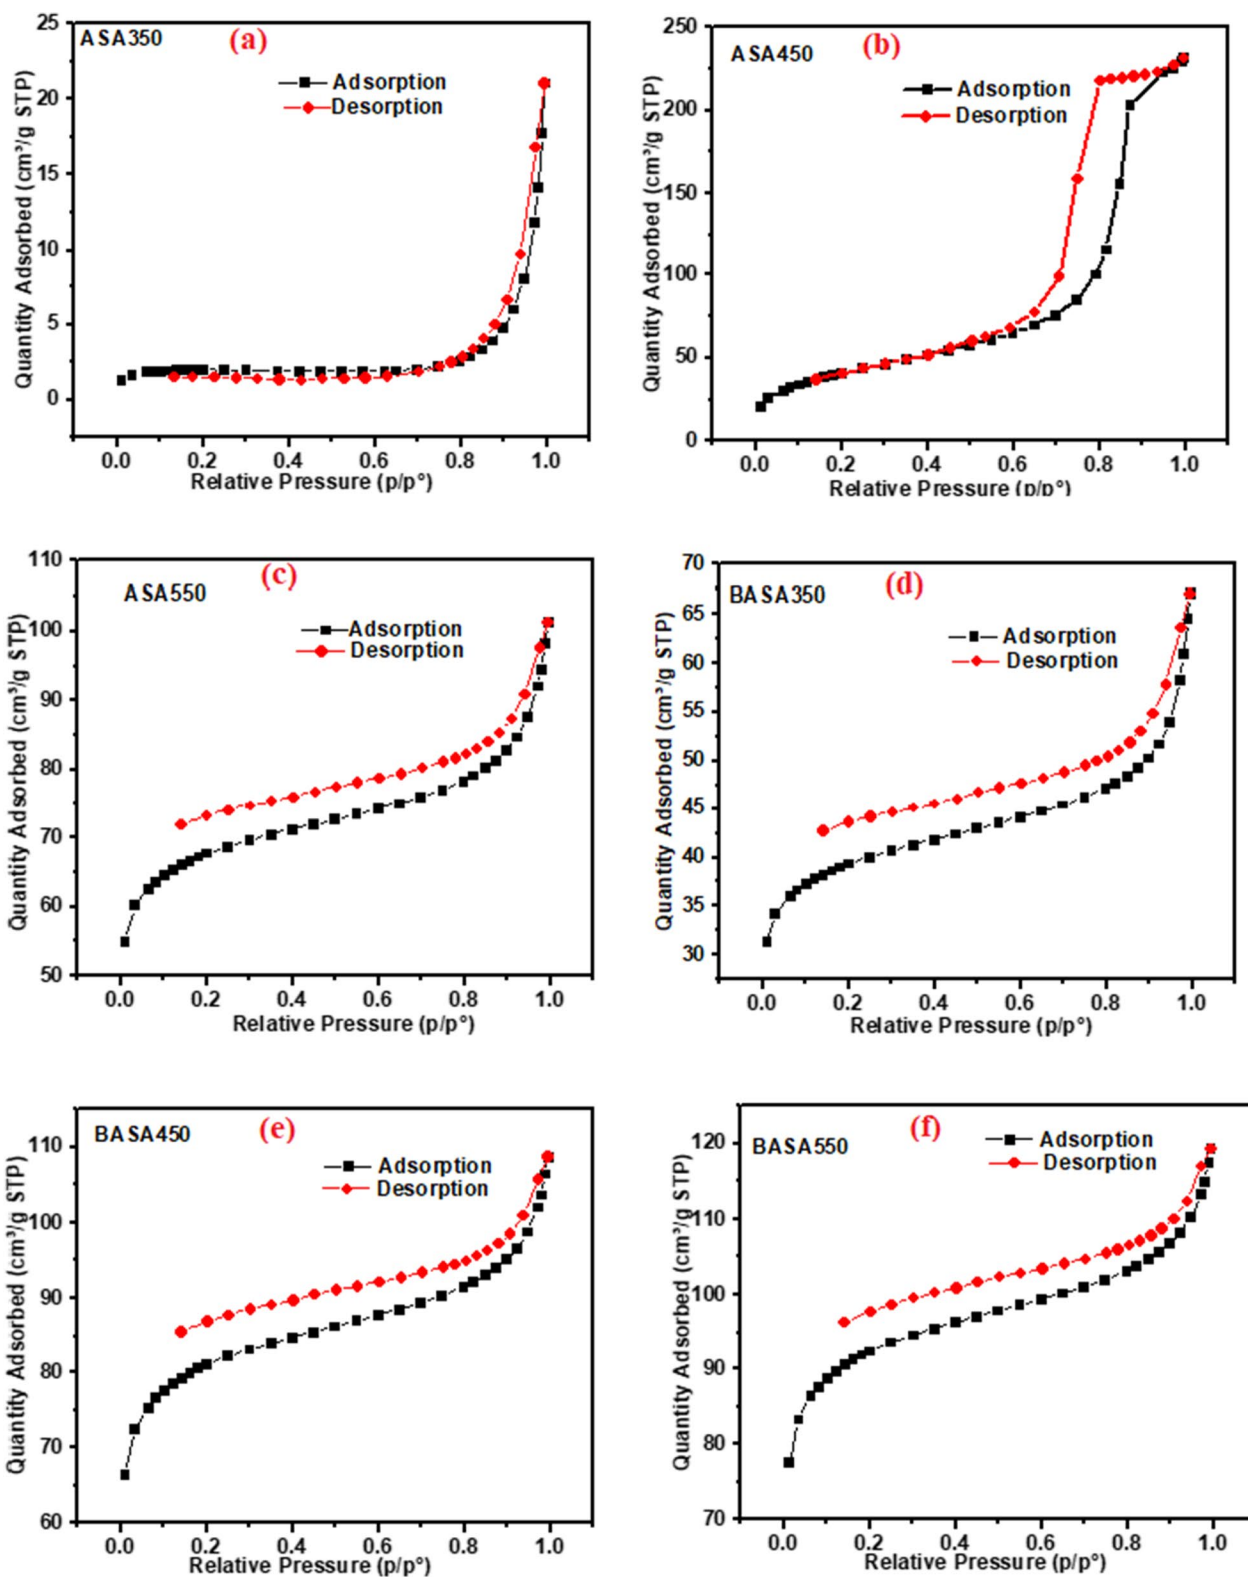 ASA350
(a)
Adsorption
Desorption
Quantity Adsorbed (cm³/g STP)
25
20
15
10
5
0
0.0 0.2 0.4 0.6 0.8 1.0
Relative Pressure (p/p°)
ASA450
(b)
Adsorption
Desorption
Quantity Adsorbed (cm³/g STP)
250
200
150
100
50
0
0.0 0.2 0.4 0.6 0.8 1.0
Relative Pressure (p/p°)
ASA550
(c)
Adsorption
Desorption
Quantity Adsorbed (cm³/g STP)
110
100
90
80
70
60
50
0.0 0.2 0.4 0.6 0.8 1.0
Relative Pressure (p/p°)
BASA350
(d)
Adsorption
Desorption
Quantity Adsorbed (cm³/g STP)
70
65
60
55
50
45
40
35
30
0.0 0.2 0.4 0.6 0.8 1.0
Relative Pressure (p/p°)
BASA450
(e)
Adsorption
Desorption
Quantity Adsorbed (cm³/g STP)
110
100
90
80
70
60
0.0 0.2 0.4 0.6 0.8 1.0
Relative Pressure (p/p°)
BASA550
(f)
Adsorption
Desorption
Quantity Adsorbed (cm³/g STP)
120
110
100
90
80
70
0.0 0.2 0.4 0.6 0.8 1.0
Relative Pressure (p/p°)